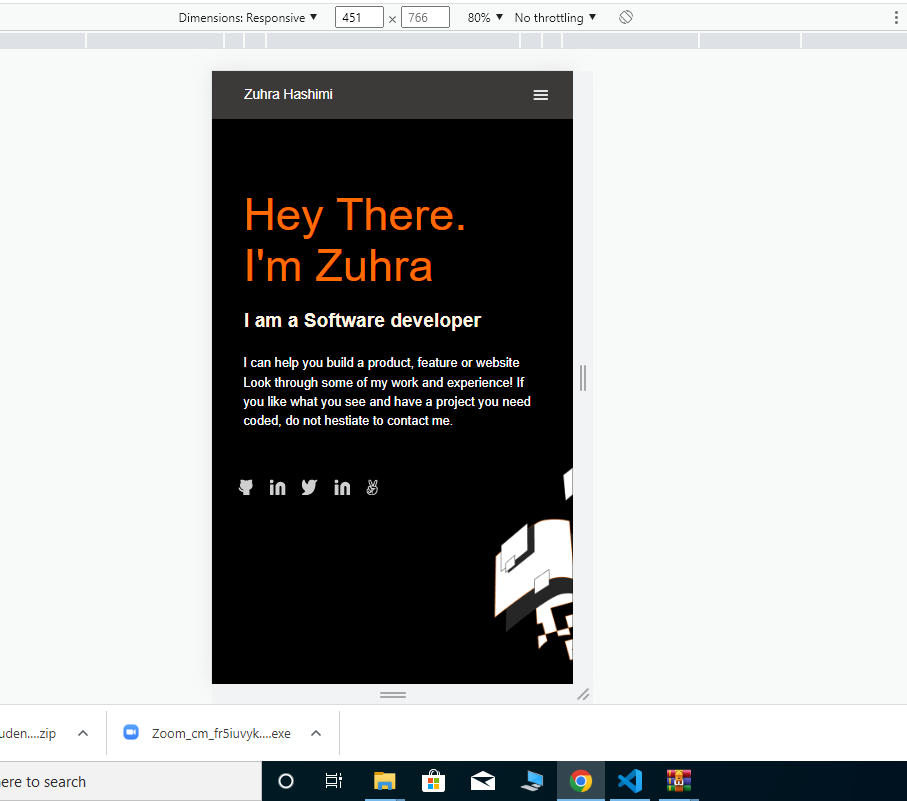 Dimensions: Responsive ▼ 451 × 766 80% ▼ No throttling ▼
Zuhra Hashimi
Hey There.
I'm Zuhra
I am a Software developer
I can help you build a product, feature or website
Look through some of my work and experience! If
you like what you see and have a project you need
coded, do not hestiate to contact me.
uden....zip
Zoom_cm_fr5iuvyk....exe
ere to search